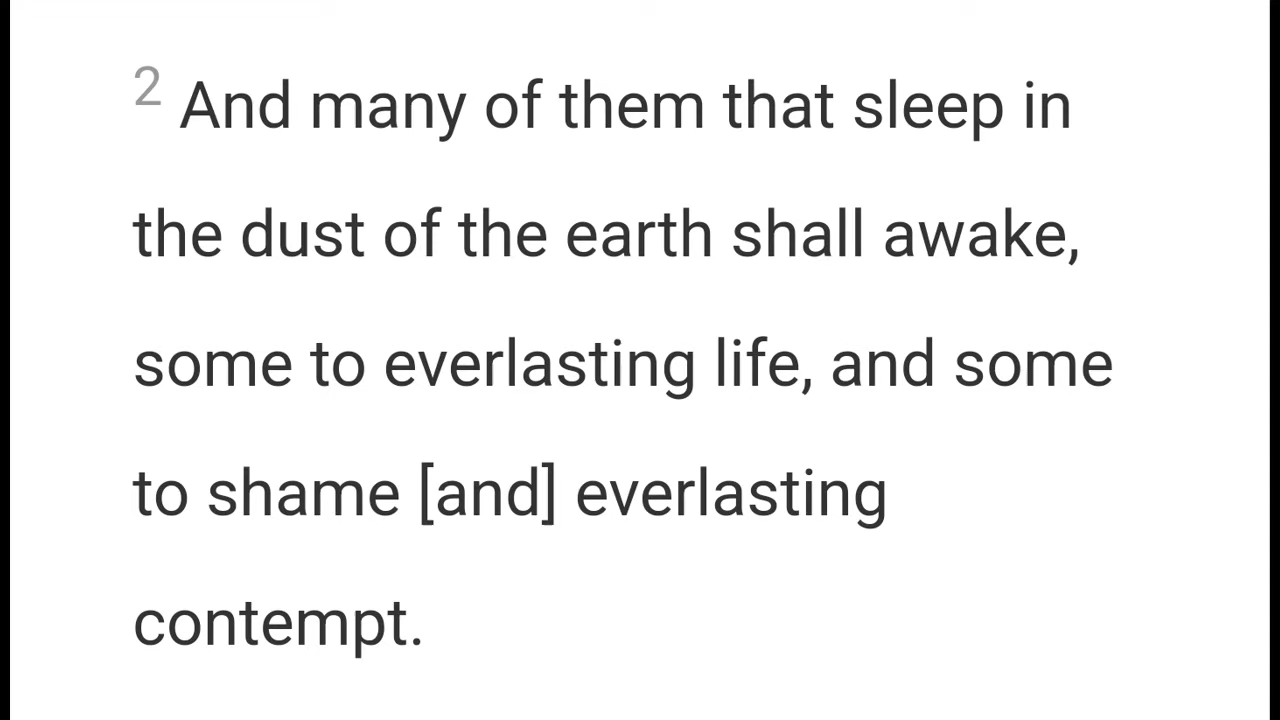 2 And many of them that sleep in
the dust of the earth shall awake,
some to everlasting life, and some
to shame [and] everlasting
contempt.